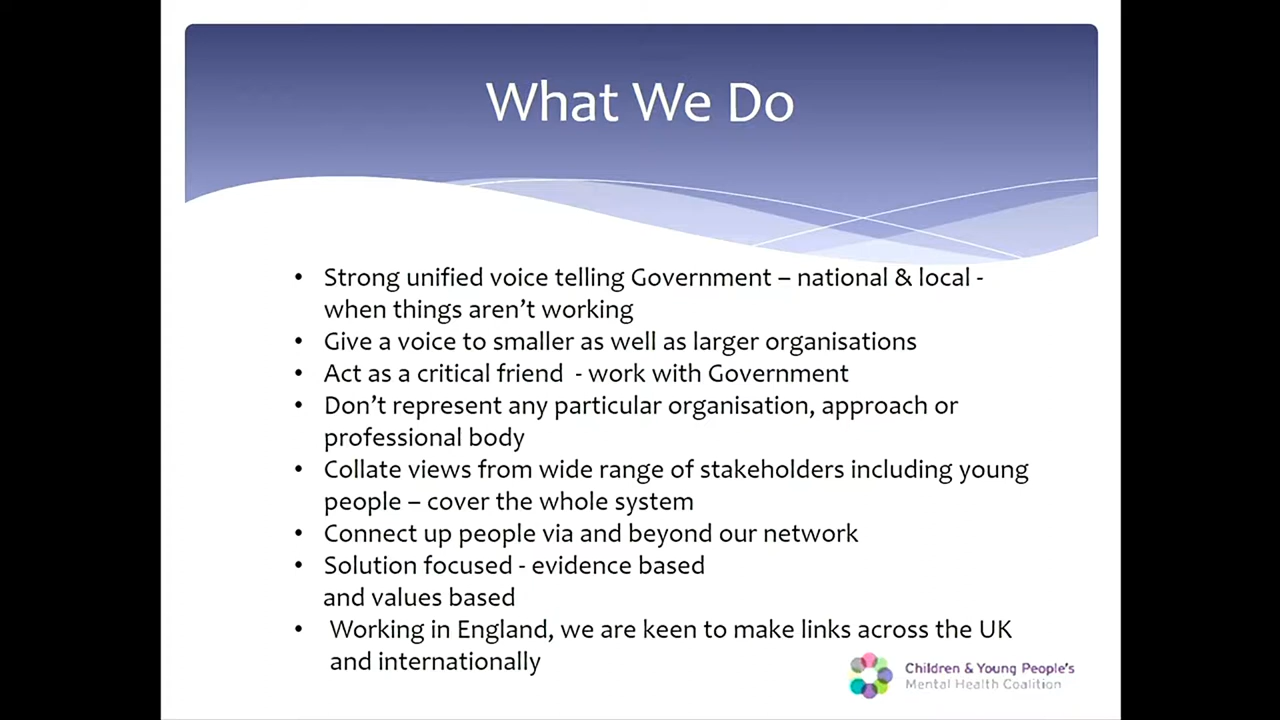 What We Do
• Strong unified voice telling Government – national & local -
when things aren't working
• Give a voice to smaller as well as larger organisations
• Act as a critical friend - work with Government
• Don't represent any particular organisation, approach or
professional body
• Collate views from wide range of stakeholders including young
people – cover the whole system
• Connect up people via and beyond our network
• Solution focused - evidence based
and values based
• Working in England, we are keen to make links across the UK
and internationally
Children & Young People's
Mental Health Coalition